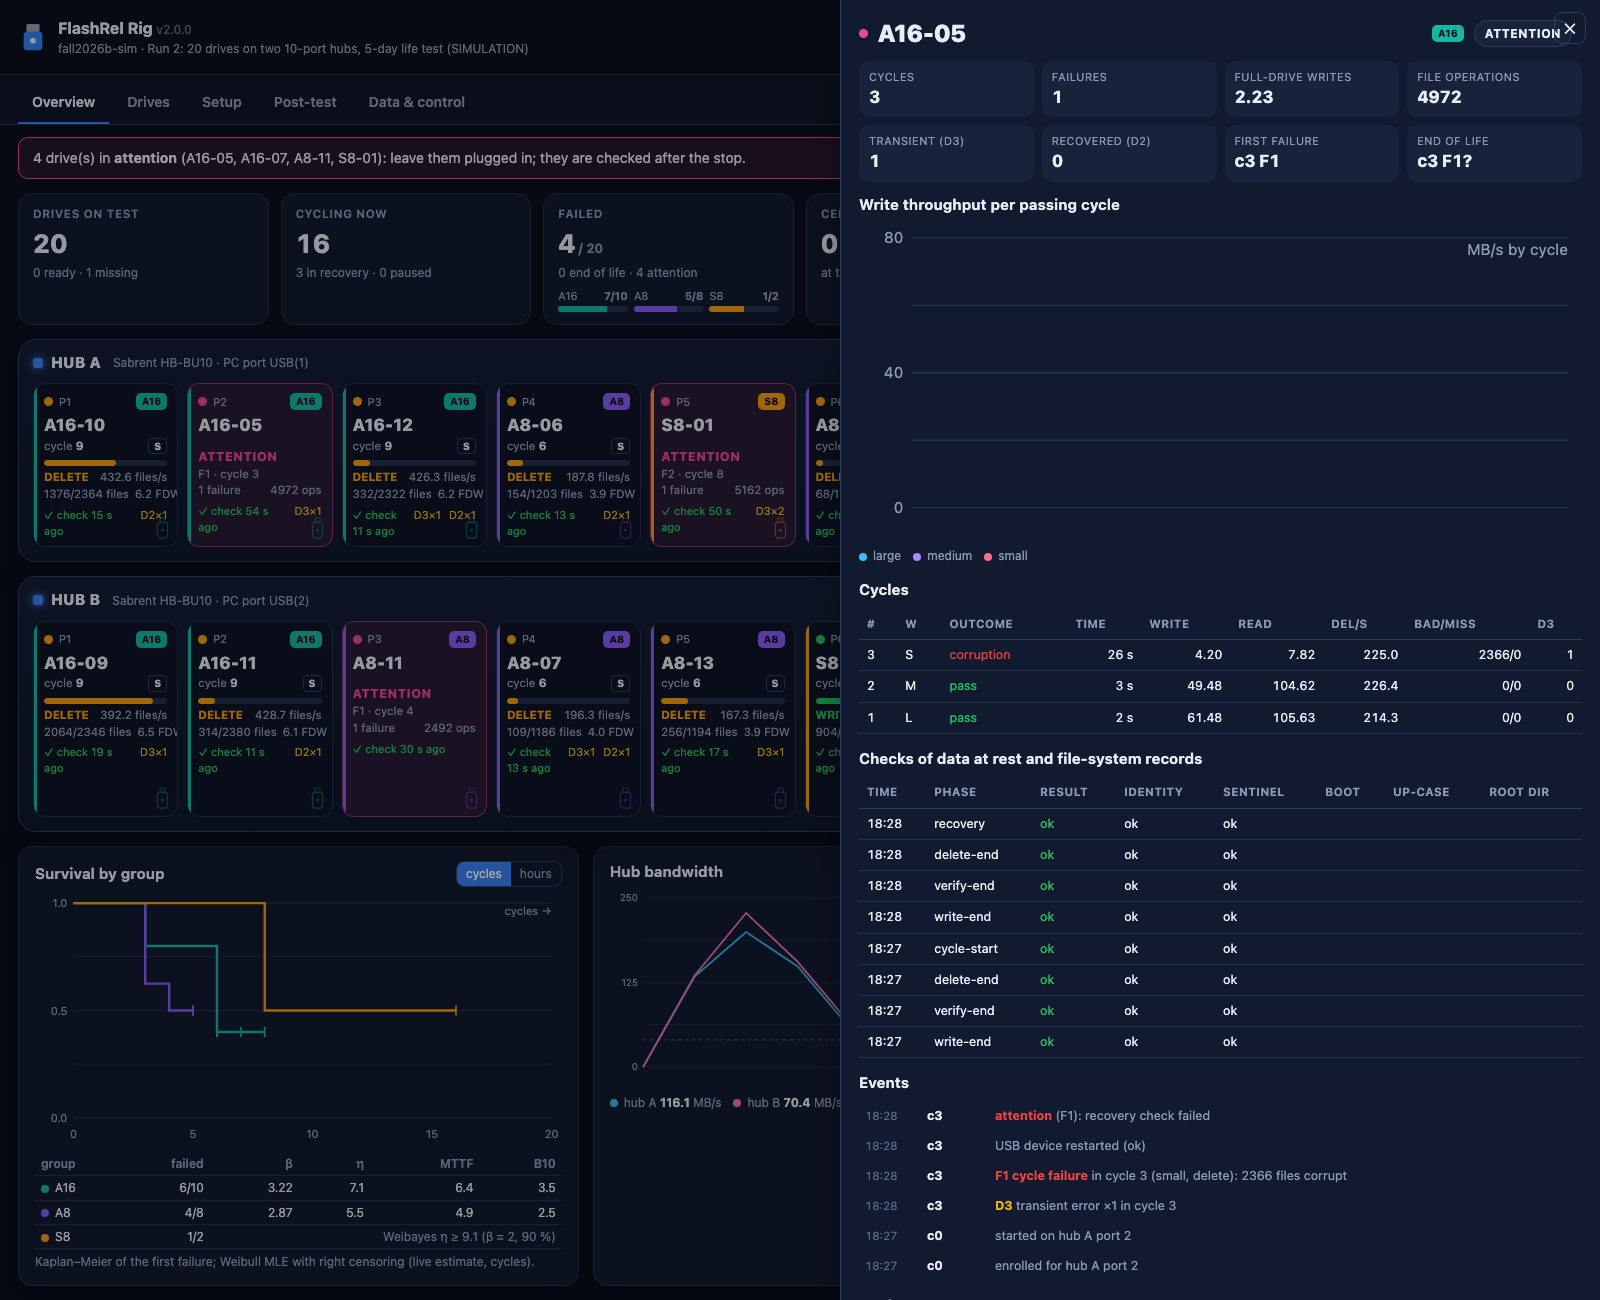 FlashRel Rig v2.0.0
fall2026b-sim · Run 2: 20 drives on two 10-port hubs, 5-day life test (SIMULATION)
Overview Drives Setup Post-test Data & control
4 drive(s) in attention (A16-05, A16-07, A8-11, S8-01): leave them plugged in; they are checked after the stop.
DRIVES ON TEST
20
0 ready · 1 missing
CYCLING NOW
16
3 in recovery · 0 paused
FAILED
4 / 20
0 end of life · 4 attention
A16 7/10 A8 5/8 S8 1/2
0
at t
HUB A Sabrent HB-BU10 · PC port USB(1)
P1 A16
A16-10
cycle 9 S
DELETE 432.6 files/s
1376/2364 files 6.2 FDW
✓ check 15 s ago D2×1
P2 A16
A16-05
ATTENTION
F1 · cycle 3
1 failure 4972 ops
✓ check 54 s ago D3×1
P3 A16
A16-12
cycle 9 S
DELETE 426.3 files/s
332/2322 files 6.2 FDW
✓ check 11 s ago D3×1 D2×1
P4 A8
A8-06
cycle 6 S
DELETE 187.8 files/s
154/1203 files 3.9 FDW
✓ check 13 s ago D2×1
P5 S8
S8-01
ATTENTION
F2 · cycle 8
1 failure 5162 ops
✓ check 50 s ago D3×2
A8
cycle
DELE
68/1
✓ ch
ago
HUB B Sabrent HB-BU10 · PC port USB(2)
P1 A16
A16-09
cycle 9 S
DELETE 392.2 files/s
2064/2346 files 6.5 FDW
✓ check 19 s ago D3×1
P2 A16
A16-11
cycle 9 S
DELETE 428.7 files/s
314/2380 files 6.1 FDW
✓ check 11 s ago D2×1
P3 A8
A8-11
ATTENTION
F1 · cycle 4
1 failure 2492 ops
✓ check 30 s ago
P4 A8
A8-07
cycle 6 S
DELETE 196.3 files/s
109/1186 files 4.0 FDW
✓ check 13 s ago D3×1 D2×1
P5 A8
A8-13
cycle 6 S
DELETE 167.3 files/s
256/1194 files 3.9 FDW
✓ check 17 s ago D3×1
S8
cycle
WRI
904/
✓ ch
ago
Survival by group cycles hours
1.0
cycles →
0.5
0.0
0 5 10 15 20
group failed β η MTTF B10
A16 6/10 3.22 7.1 6.4 3.5
A8 4/8 2.87 5.5 4.9 2.5
S8 1/2 Weibayes η ≥ 9.1 (β = 2, 90 %)
Kaplan–Meier of the first failure; Weibull MLE with right censoring (live estimate, cycles).
Hub bandwidth
250
125
0
hub A 116.1 MB/s hub B 70.4 MB/s
A16-05 A16 ATTENTION ✕
CYCLES
3
FAILURES
1
FULL-DRIVE WRITES
2.23
FILE OPERATIONS
4972
TRANSIENT (D3)
1
RECOVERED (D2)
0
FIRST FAILURE
c3 F1
END OF LIFE
c3 F1?
Write throughput per passing cycle
80
MB/s by cycle
40
0
large medium small
Cycles
# W OUTCOME TIME WRITE READ DEL/S BAD/MISS D3
3 S corruption 26 s 4.20 7.82 225.0 2366/0 1
2 M pass 3 s 49.48 104.62 226.4 0/0 0
1 L pass 2 s 61.48 105.63 214.3 0/0 0
Checks of data at rest and file-system records
TIME PHASE RESULT IDENTITY SENTINEL BOOT UP-CASE ROOT DIR
18:28 recovery ok ok ok
18:28 delete-end ok ok ok
18:28 verify-end ok ok ok
18:28 write-end ok ok ok
18:27 cycle-start ok ok ok
18:27 delete-end ok ok ok
18:27 verify-end ok ok ok
18:27 write-end ok ok ok
Events
18:28 c3 attention (F1): recovery check failed
18:28 c3 USB device restarted (ok)
18:28 c3 F1 cycle failure in cycle 3 (small, delete): 2366 files corrupt
18:28 c3 D3 transient error ×1 in cycle 3
18:27 c0 started on hub A port 2
18:27 c0 enrolled for hub A port 2